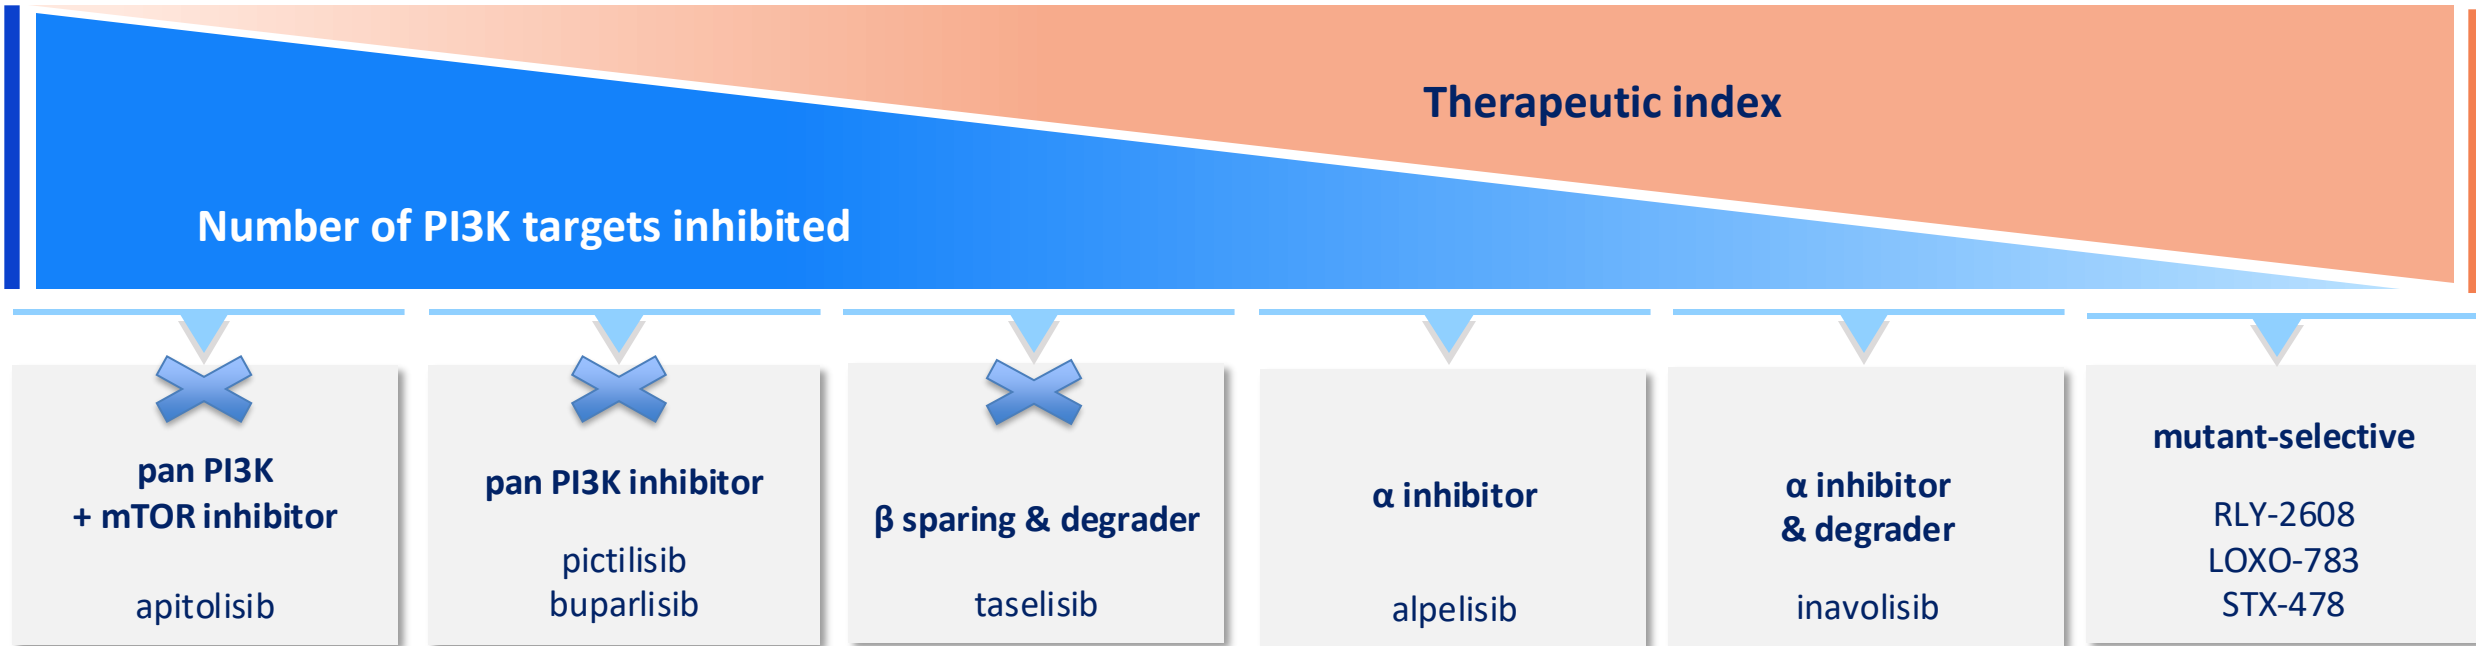 Therapeutic index
Number of PI3K targets inhibited
pan PI3K
+ mTOR inhibitor
apitolisib
pan PI3K inhibitor
pictilisib
buparlisib
β sparing & degrader
taselisib
α inhibitor
alpelisib
α inhibitor
& degrader
inavolisib
mutant-selective
RLY-2608
LOXO-783
STX-478